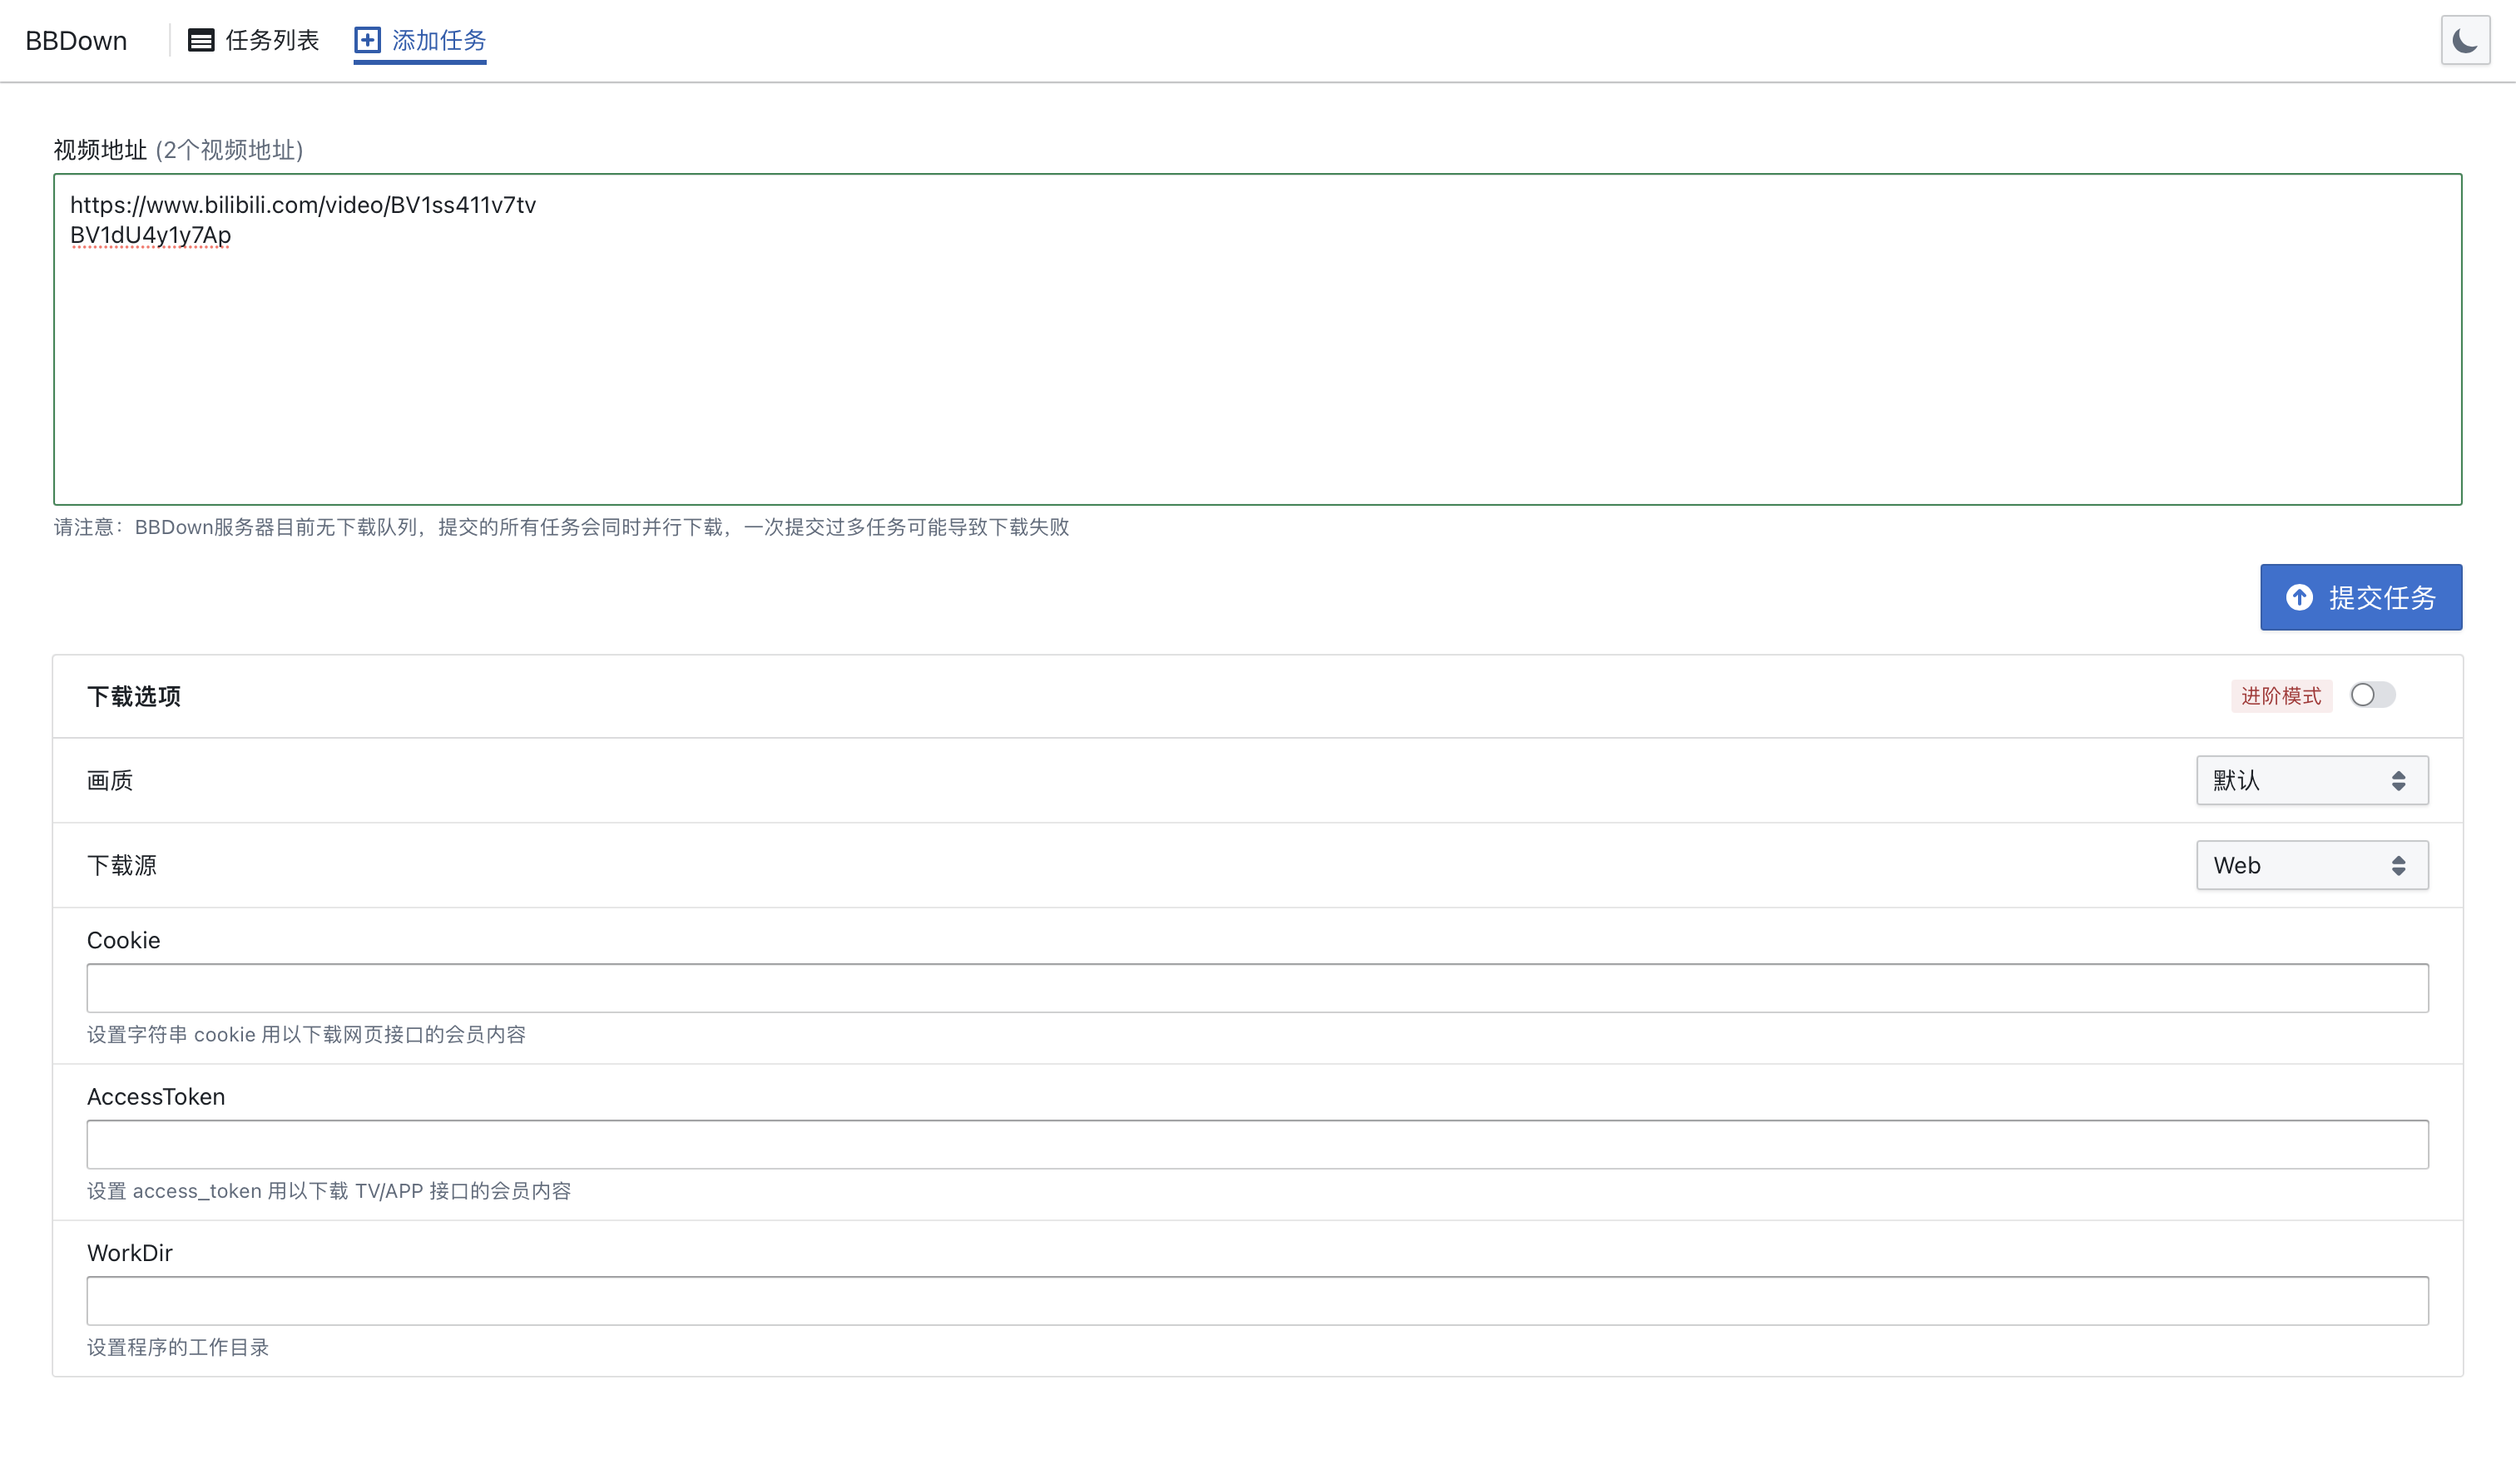 BBDown
任务列表
添加任务
视频地址 (2个视频地址)
https://www.bilibili.com/video/BV1ss411v7tv
BV1dU4y1y7Ap
请注意：BBDown服务器目前无下载队列，提交的所有任务会同时并行下载，一次提交过多任务可能导致下载失败
提交任务
下载选项
进阶模式
画质
默认
下载源
Web
Cookie
设置字符串 cookie 用以下载网页接口的会员内容
AccessToken
设置 access_token 用以下载 TV/APP 接口的会员内容
WorkDir
设置程序的工作目录